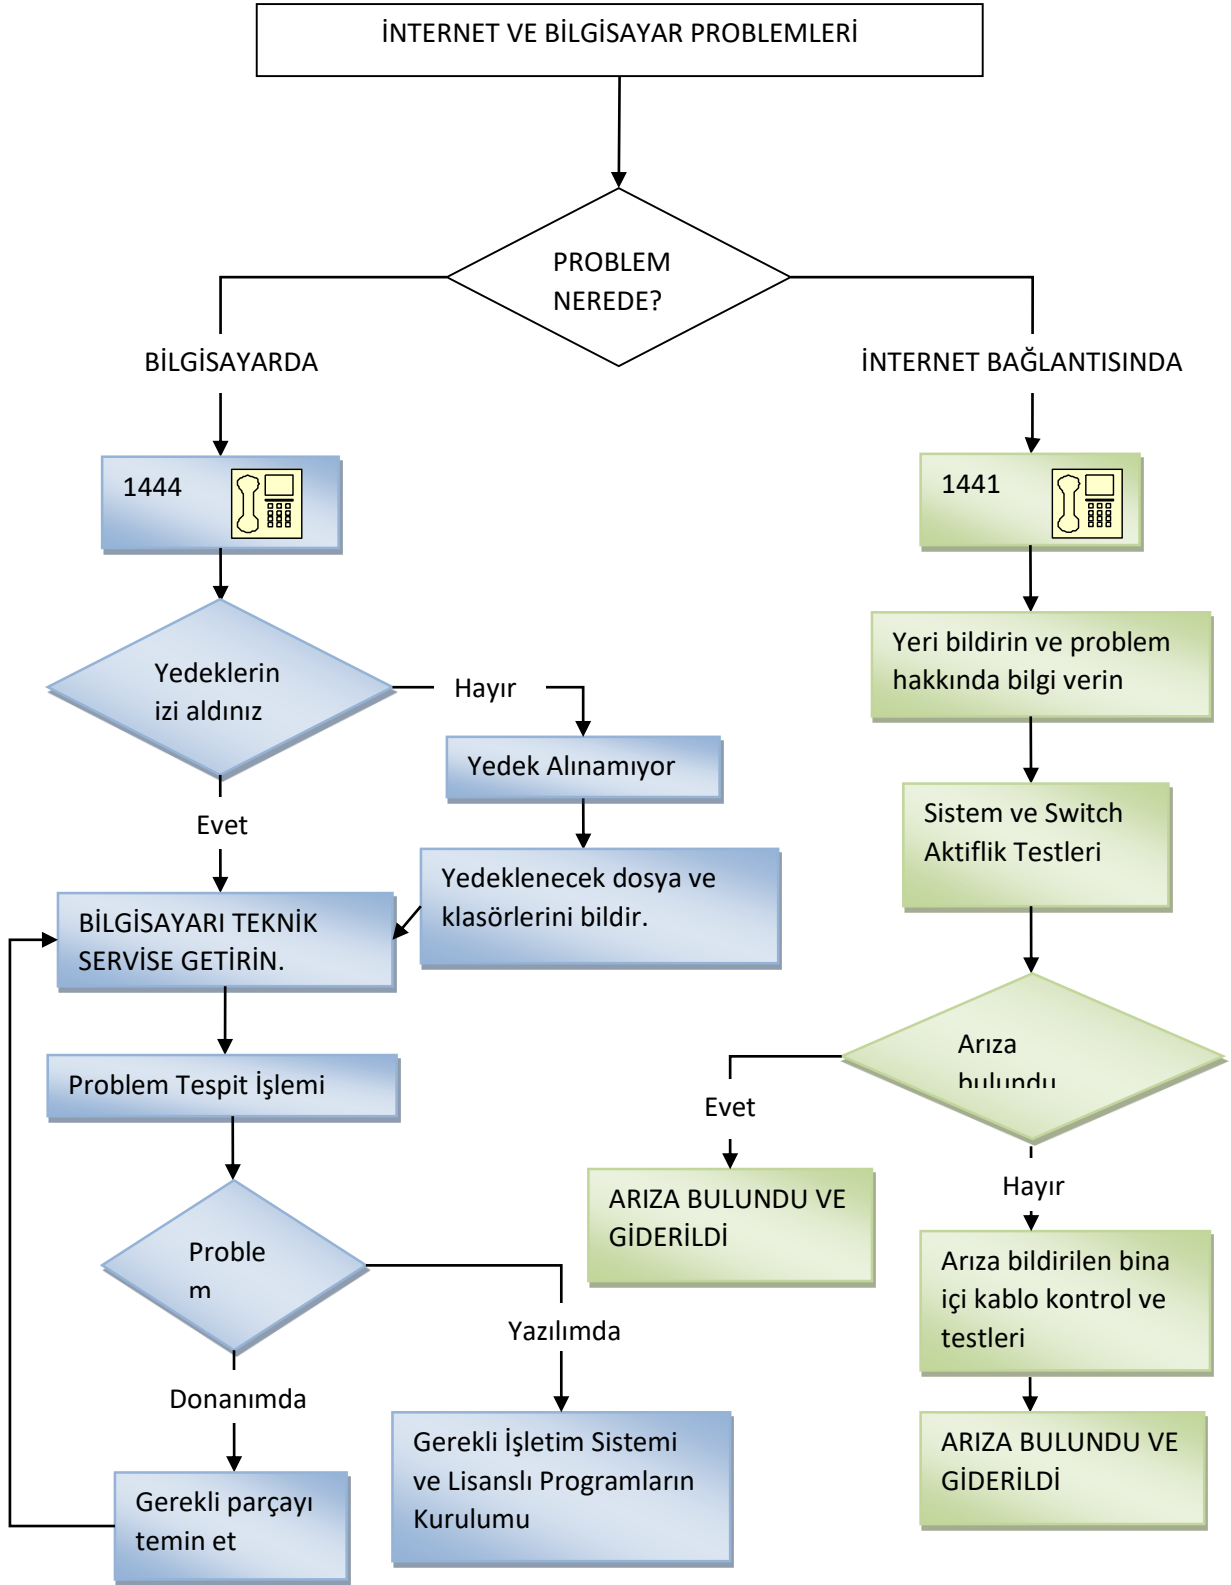 İNTERNET VE BİLGİSAYAR PROBLEMLERİ
PROBLEM
NEREDE?
BİLGİSAYARDA
İNTERNET BAĞLANTISINDA
1444
1441
Yedeklerin
izi aldınız
Hayır
Yedek Alınamıyor
Evet
Yedeklenecek dosya ve
klasörlerini bildir.
BİLGİSAYARI TEKNİK
SERVİSE GETİRİN.
Problem Tespit İşlemi
Proble
m
Yazılımda
Donanımda
Gerekli İşletim Sistemi
ve Lisanslı Programların
Kurulumu
Gerekli parçayı
temin et
Yeri bildirin ve problem
hakkında bilgi verin
Sistem ve Switch
Aktiflik Testleri
Arıza
bulundu
Evet
ARIZA BULUNDU VE
GİDERİLDİ
Hayır
Arıza bildirilen bina
içi kablo kontrol ve
testleri
ARIZA BULUNDU VE
GİDERİLDİ